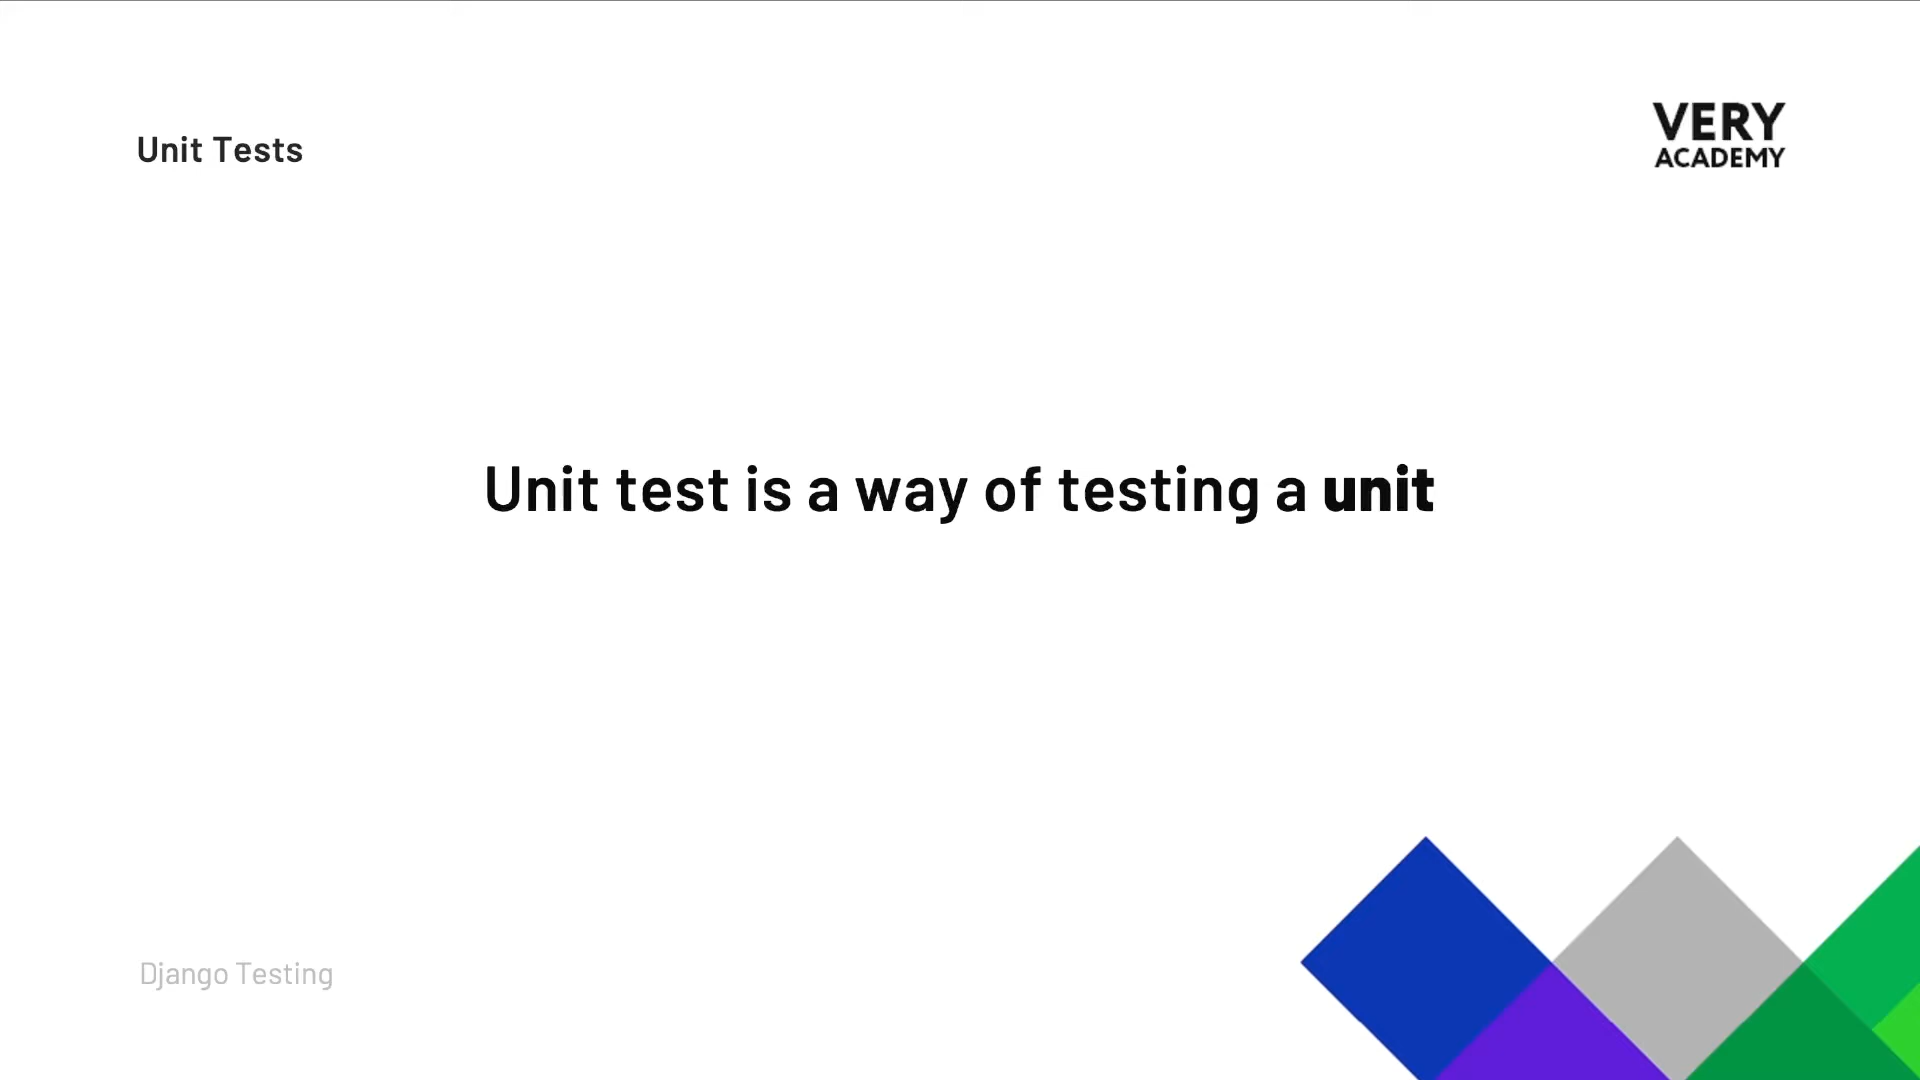 Unit Tests
VERY
ACADEMY
Unit test is a way of testing a unit
Django Testing